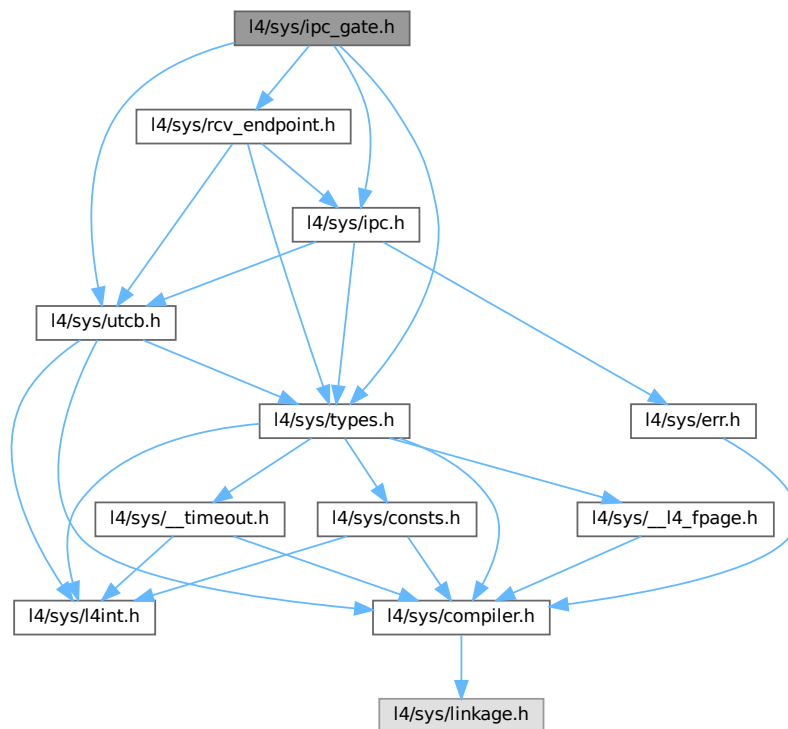 l4/sys/ipc_gate.h
l4/sys/rcv_endpoint.h
l4/sys/ipc.h
l4/sys/utcb.h
l4/sys/types.h
l4/sys/err.h
l4/sys/__timeout.h
l4/sys/consts.h
l4/sys/__l4_fpage.h
l4/sys/l4int.h
l4/sys/compiler.h
l4/sys/linkage.h